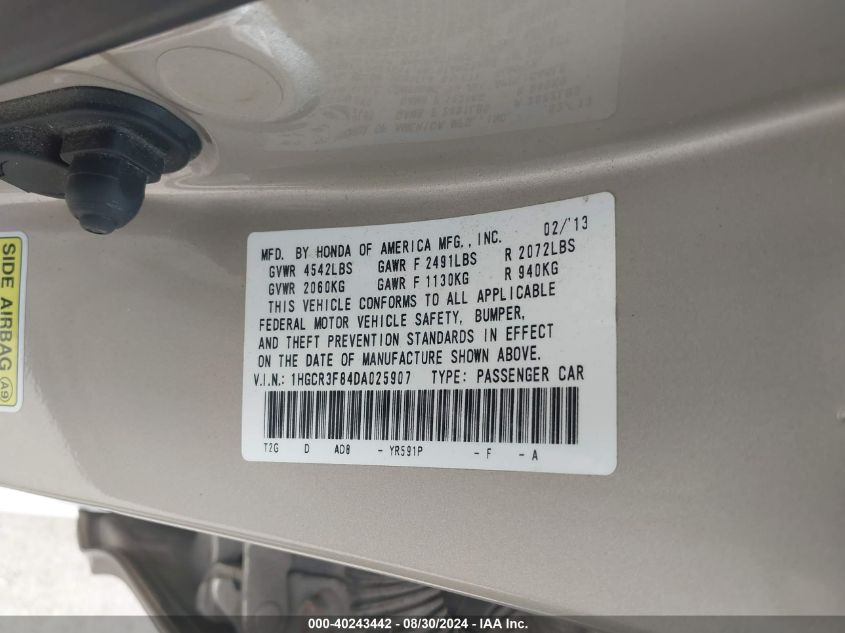 MFD. BY HONDA OF AMERICA MFG., INC. 02/'13
GVWR 4542LBS GAWR F 2491LBS R 2072LBS
GVWR 2060KG GAWR F 1130KG R 940KG
THIS VEHICLE CONFORMS TO ALL APPLICABLE
FEDERAL MOTOR VEHICLE SAFETY, BUMPER,
AND THEFT PREVENTION STANDARDS IN EFFECT
ON THE DATE OF MANUFACTURE SHOWN ABOVE.
V.I.N.: 1HGCR3F84DA025907 TYPE: PASSENGER CAR
T2G D AD8 - YR591P - F - A
SIDE AIRBAG A9
000-40243442 - 08/30/2024 - IAA Inc.